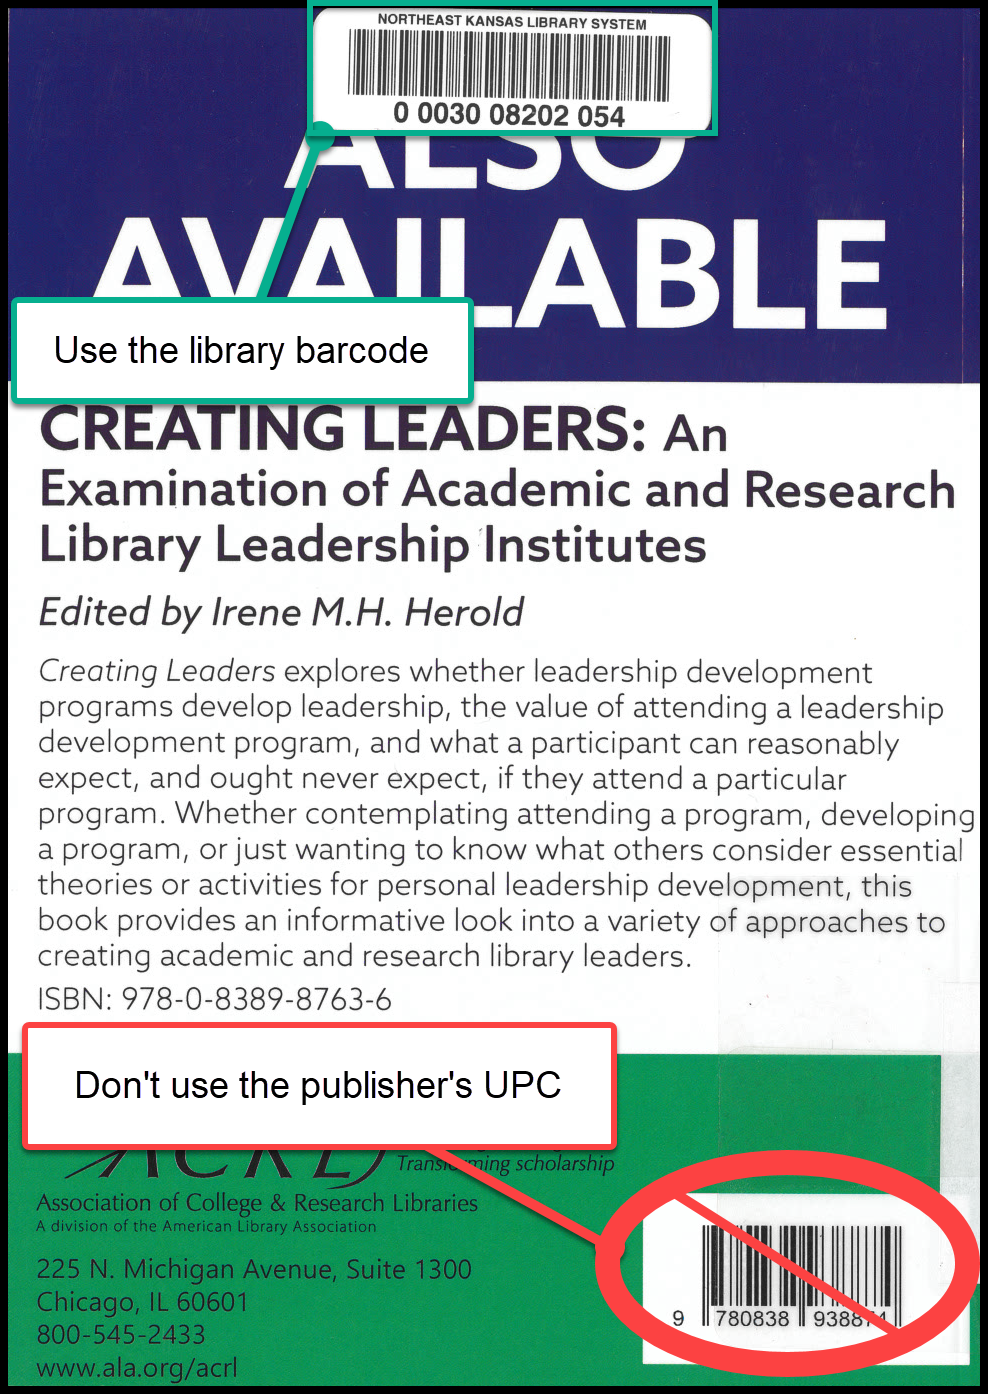 NORTHEAST KANSAS LIBRARY SYSTEM
0 0030 08202 054
ALSO
AVAILABLE
Use the library barcode
CREATING LEADERS: An
Examination of Academic and Research
Library Leadership Institutes
Edited by Irene M.H. Herold
Creating Leaders explores whether leadership development
programs develop leadership, the value of attending a leadership
development program, and what a participant can reasonably
expect, and ought never expect, if they attend a particular
program. Whether contemplating attending a program, developing
a program, or just wanting to know what others consider essential
theories or activities for personal leadership development, this
book provides an informative look into a variety of approaches to
creating academic and research library leaders.
ISBN: 978-0-8389-8763-6
Don't use the publisher's UPC
ACRL
Transforming scholarship
Association of College & Research Libraries
A division of the American Library Association
225 N. Michigan Avenue, Suite 1300
Chicago, IL 60601
800-545-2433
www.ala.org/acrl
9 780838 938874